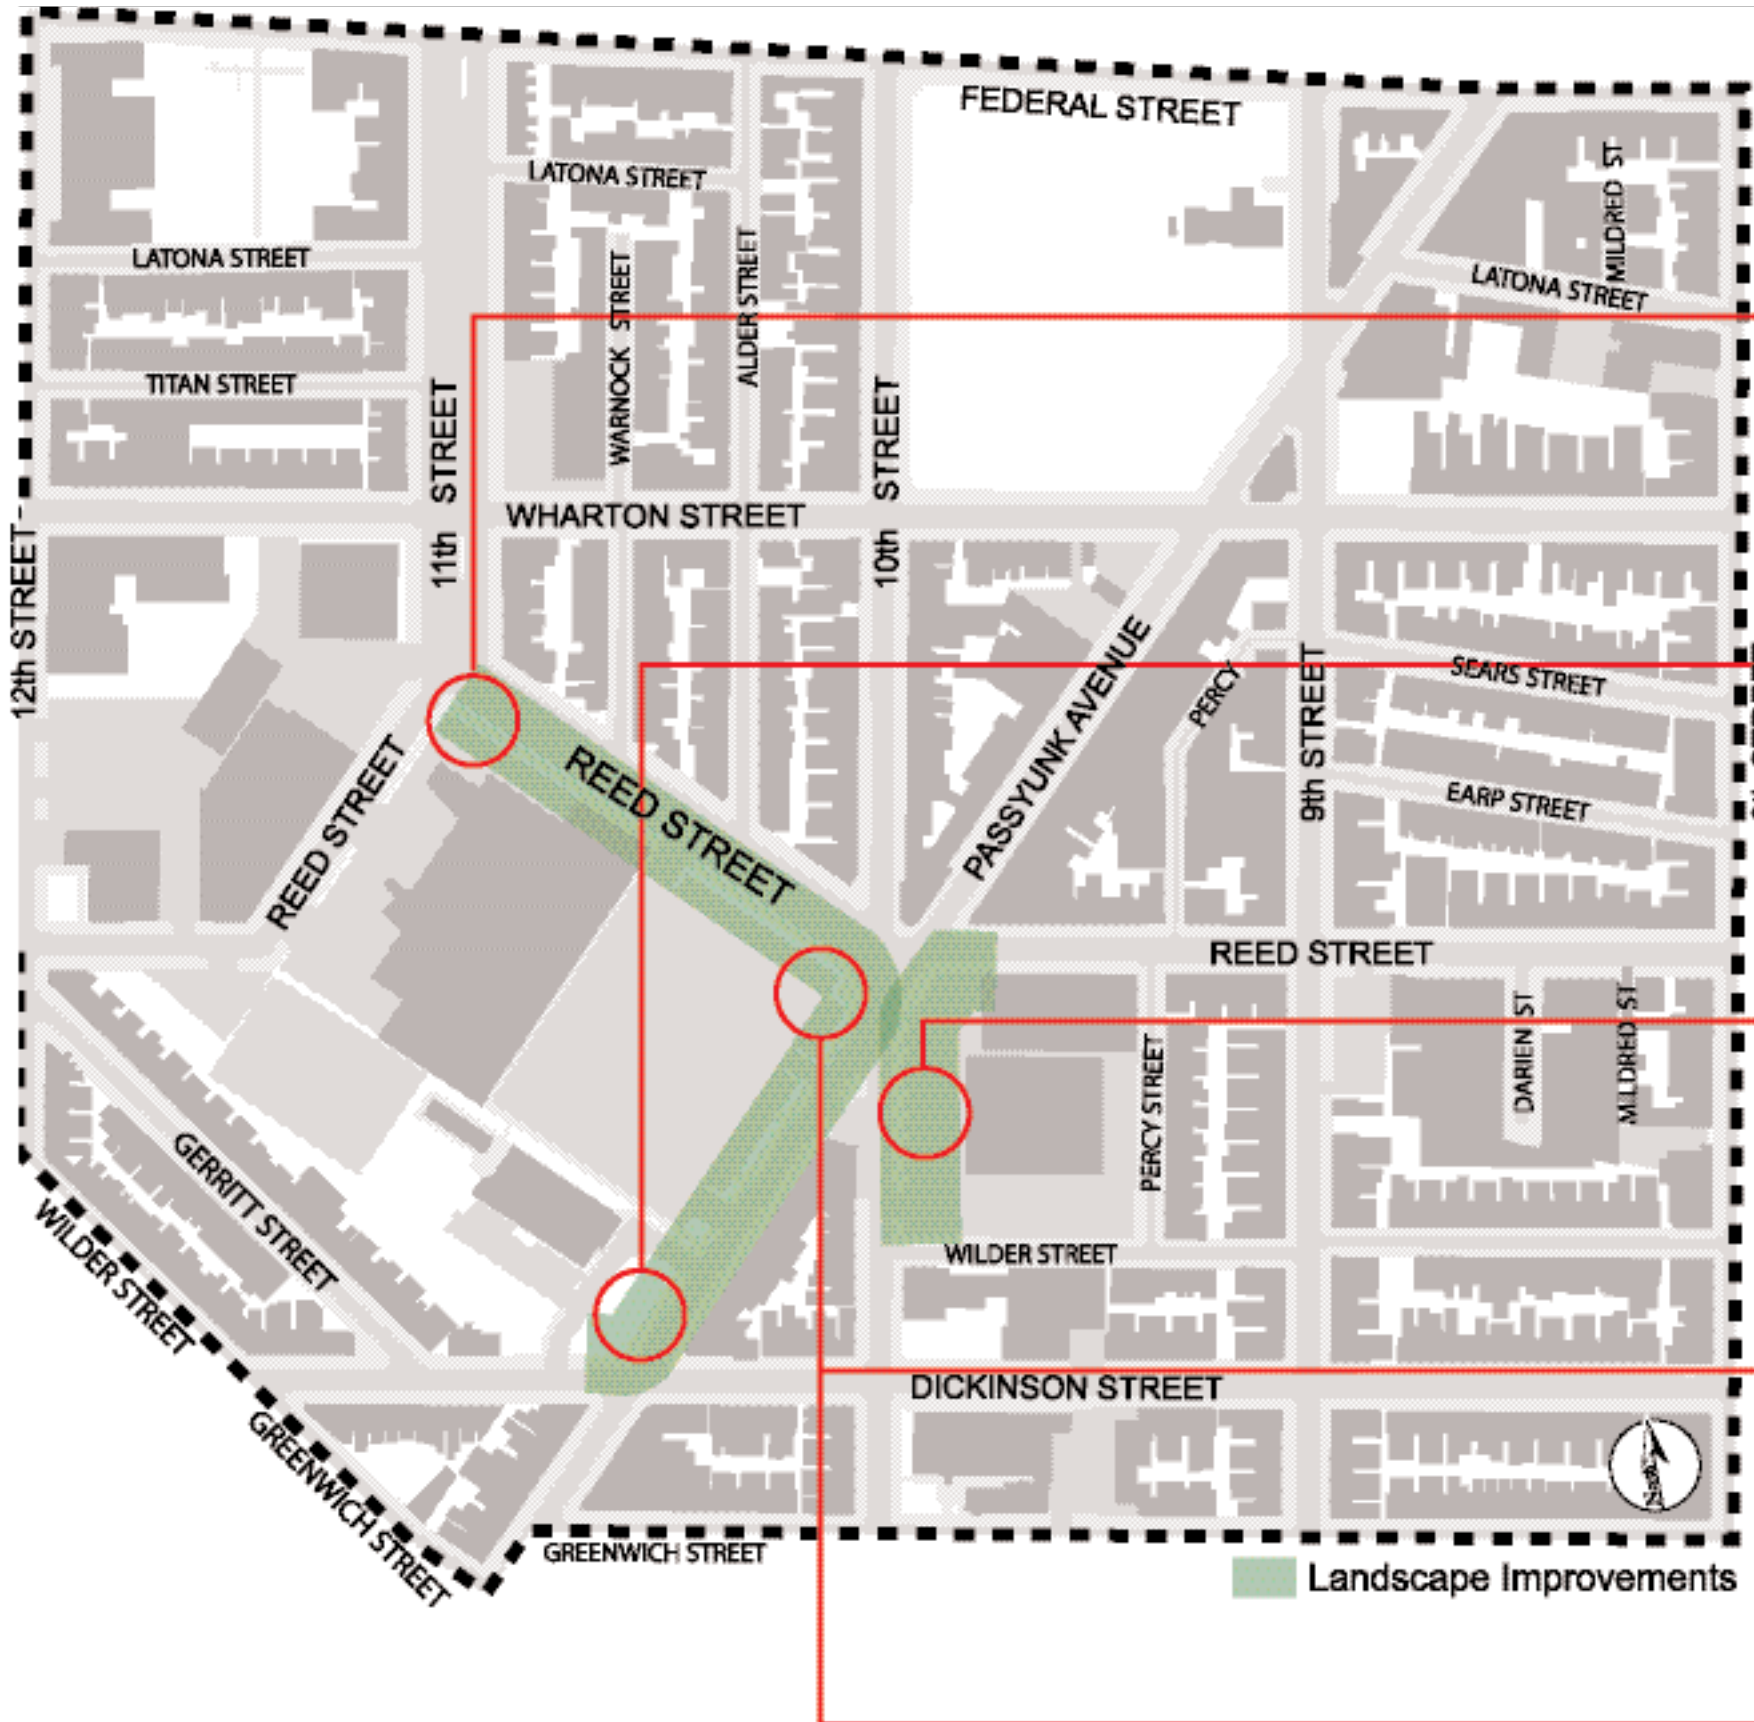 FEDERAL STREET
LATONA STREET
MILDRED ST
LATONA STREET
LATONA STREET
WARNOCK STREET
ALDER STREET
TITAN STREET
11th STREET
10th STREET
WHARTON STREET
12th STREET
PASSYUNK AVENUE
PERCY
9th STREET
SEARS STREET
EARP STREET
REED STREET
REED STREET
REED STREET
DARIEN ST
MILDRED ST
PERCY STREET
GERRITT STREET
WILDER STREET
WILDER STREET
DICKINSON STREET
GREENWICH STREET
GREENWICH STREET
Landscape Improvements